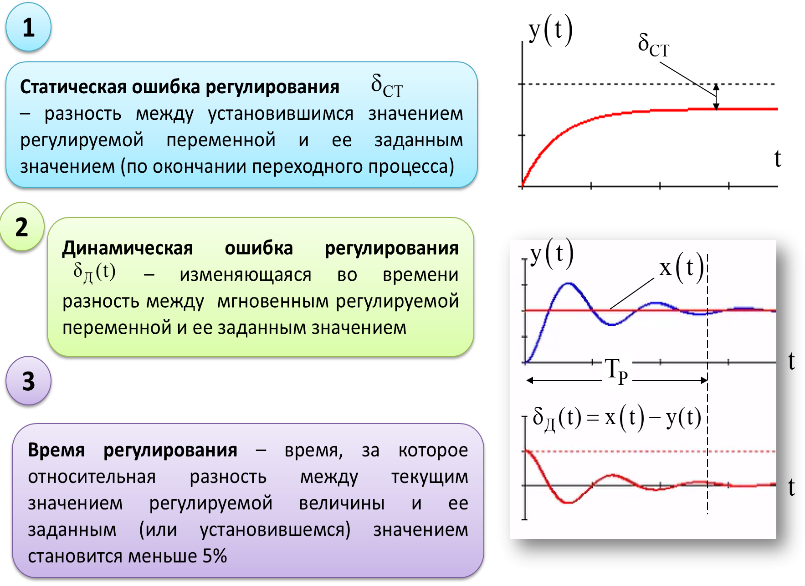 1
Статическая ошибка регулирования δСТ
– разность между установившимся значением
регулируемой переменной и ее заданным
значением (по окончании переходного процесса)
2
Динамическая ошибка регулирования
δД(t) – изменяющаяся во времени
разность между мгновенным регулируемой
переменной и ее заданным значением
3
Время регулирования – время, за которое
относительная разность между текущим
значением регулируемой величины и ее
заданным (или установившемся) значением
становится меньше 5%
y(t)
δСТ
t
y(t)
x(t)
t
TР
δД(t) = x(t) – y(t)
t